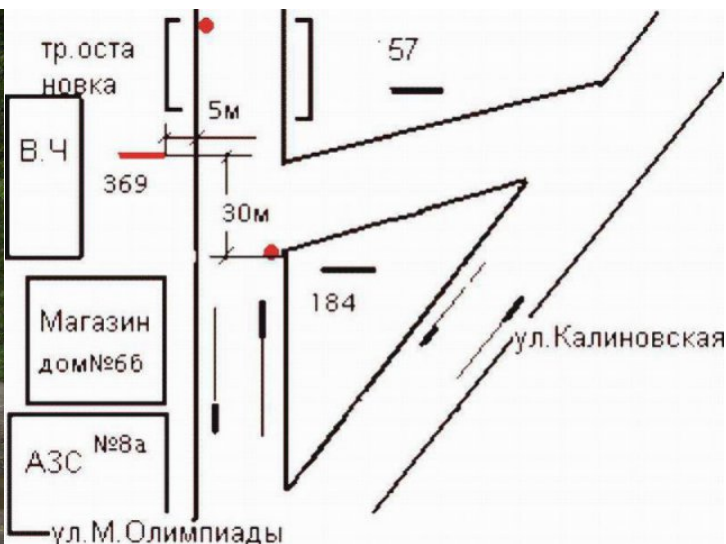 тр.оста
новка
57
5м
В.Ч
369
30м
184
Магазин
дом№6б
ул.Калиновская
№8а
АЗС
ул.М.Олимпиады